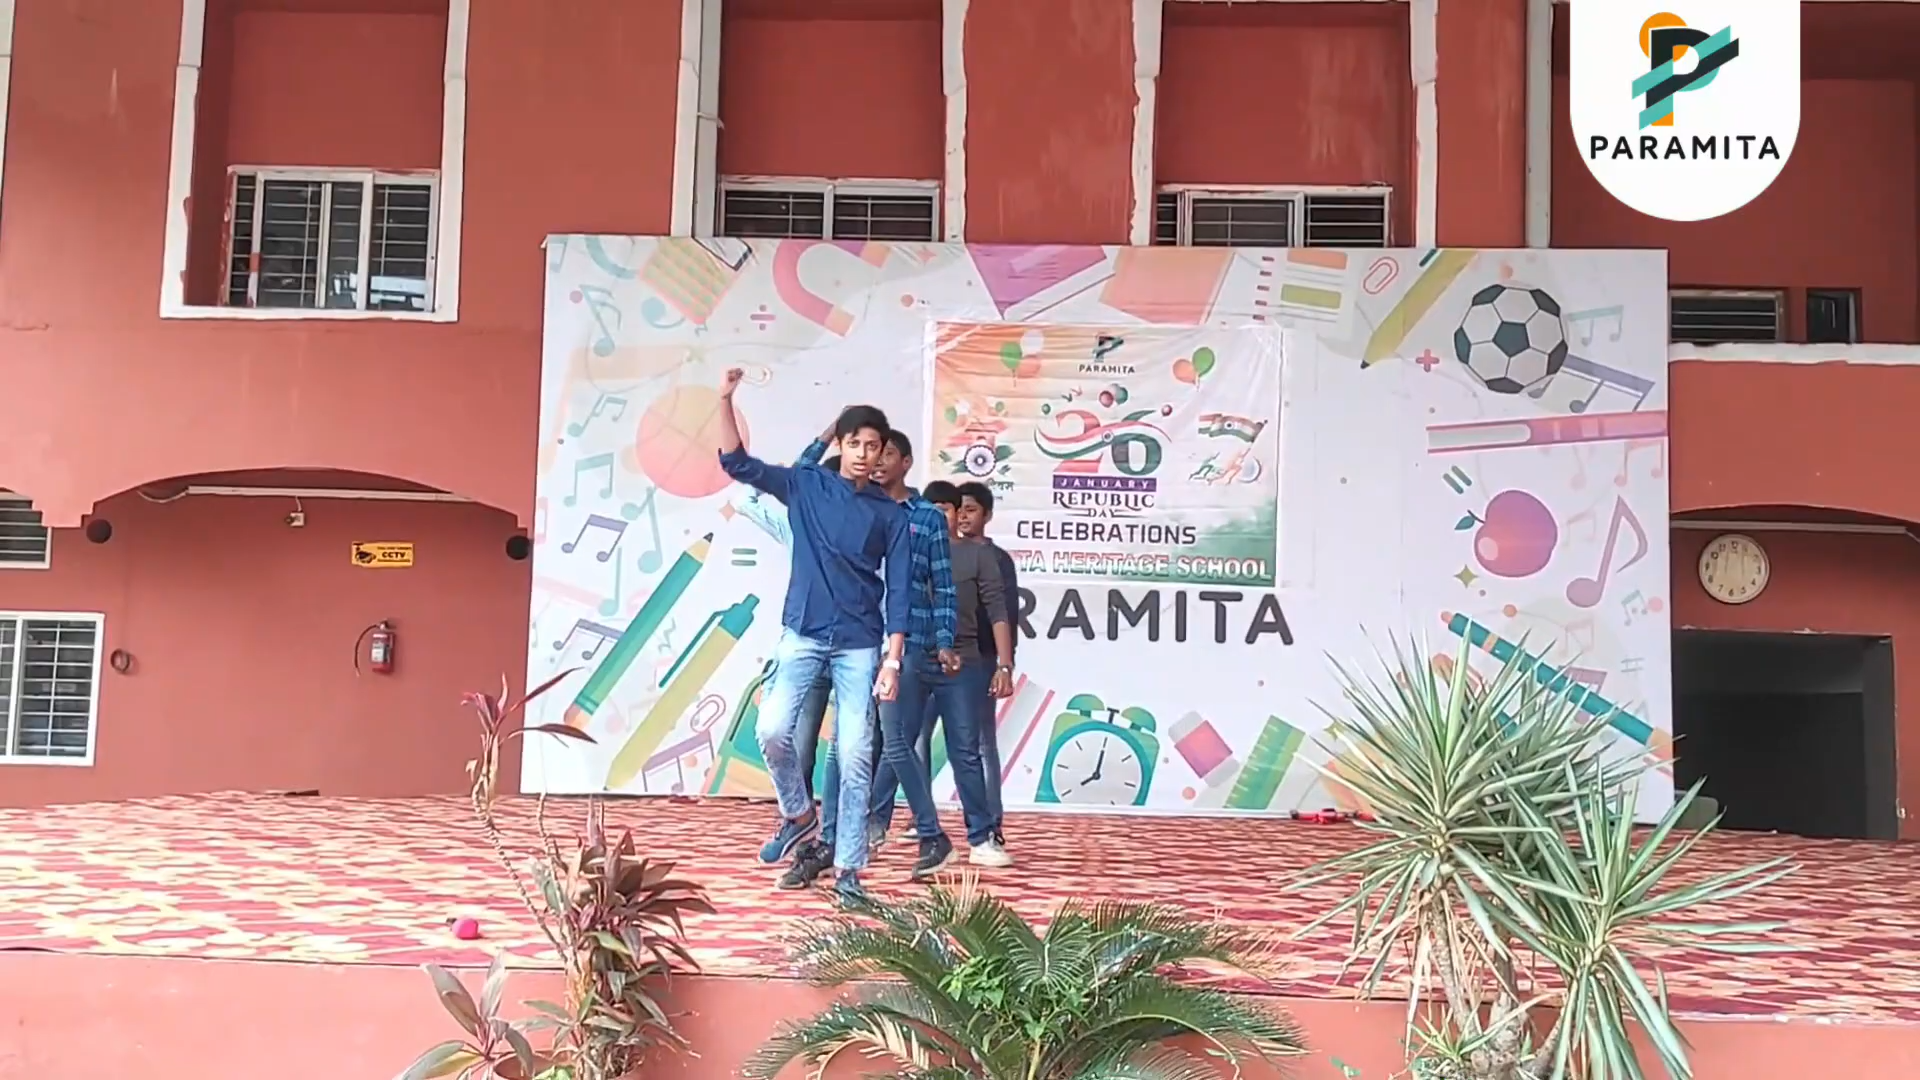 PARAMITA
PARAMITA
26
JANUARY
REPUBLIC
DAY
CELEBRATIONS
HERITAGE SCHOOL
RAMITA
CCTV